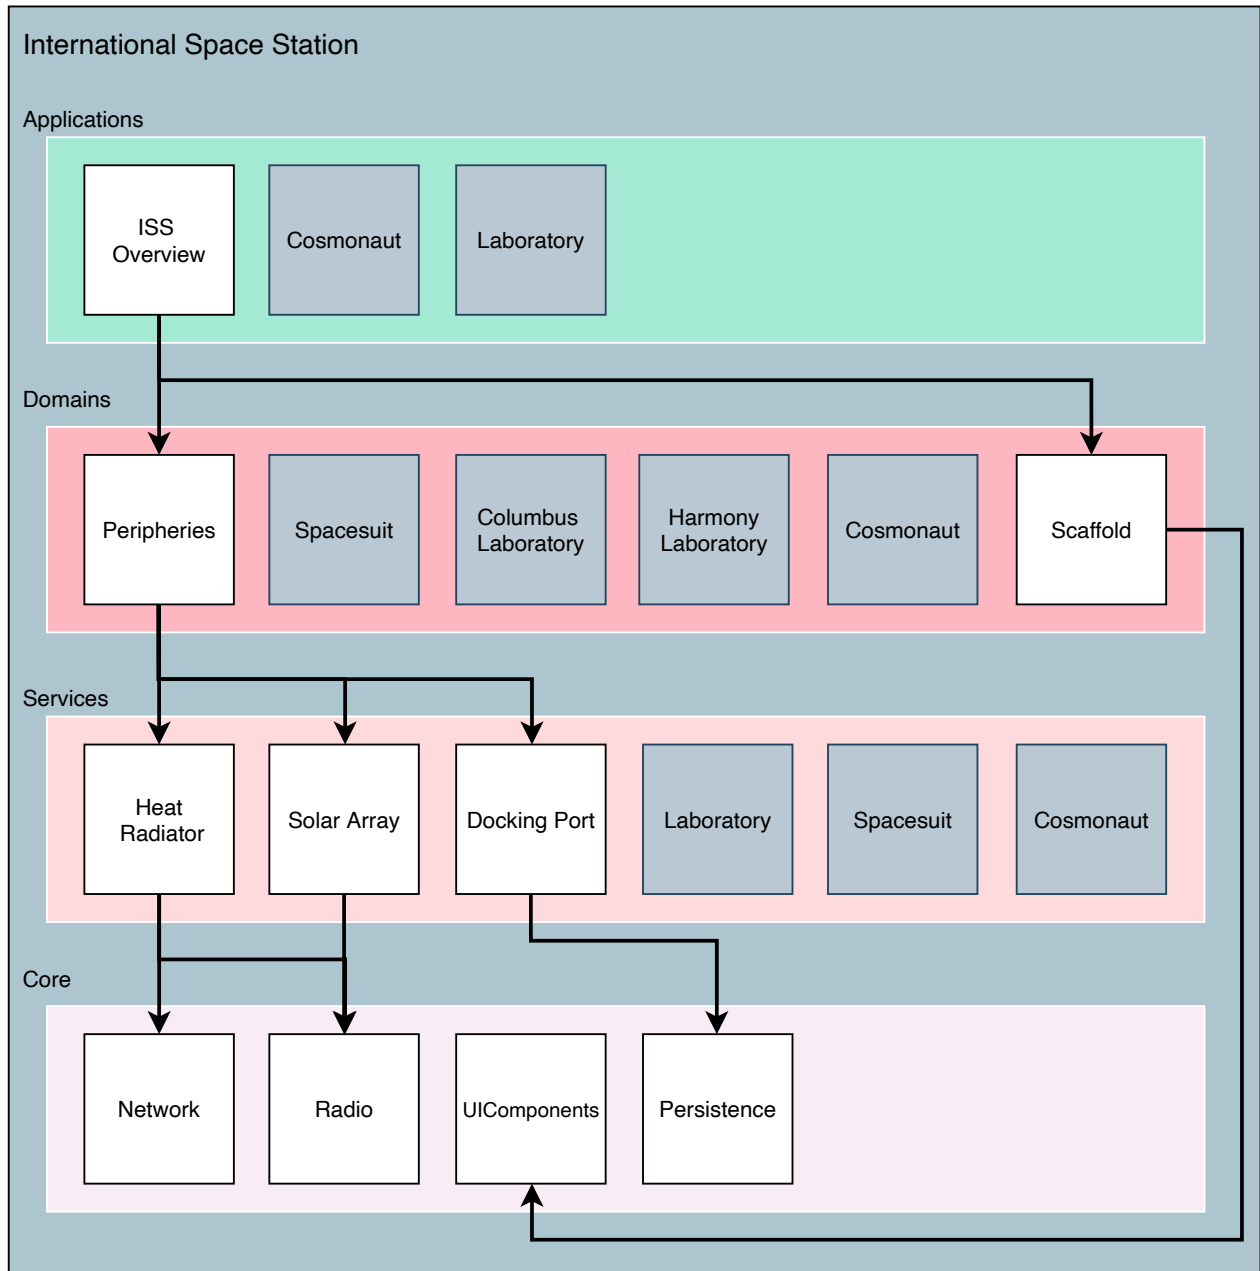 International Space Station
Applications
ISS
Overview
Cosmonaut
Laboratory
Domains
Peripheries
Spacesuit
Columbus
Laboratory
Harmony
Laboratory
Cosmonaut
Scaffold
Services
Heat
Radiator
Solar Array
Docking Port
Laboratory
Spacesuit
Cosmonaut
Core
Network
Radio
UIComponents
Persistence